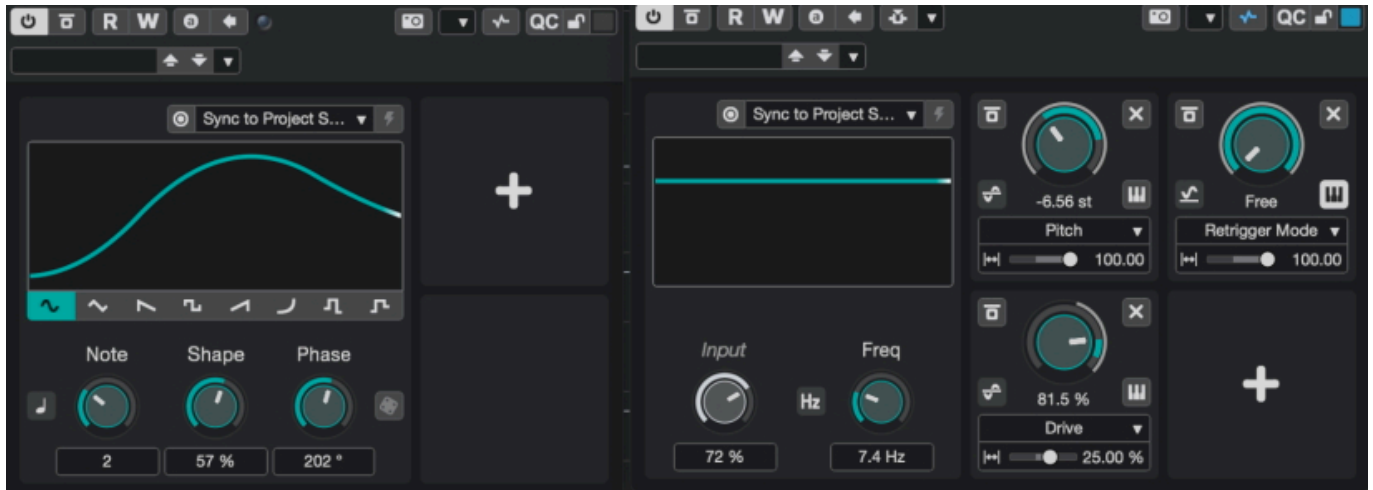 R W QC
Sync to Project S...
Note Shape Phase
2 57 % 202 °
R W QC
Sync to Project S...
Input Freq
Hz
72 % 7.4 Hz
-6.56 st
Pitch
100.00
Free
Retrigger Mode
100.00
81.5 %
Drive
25.00 %